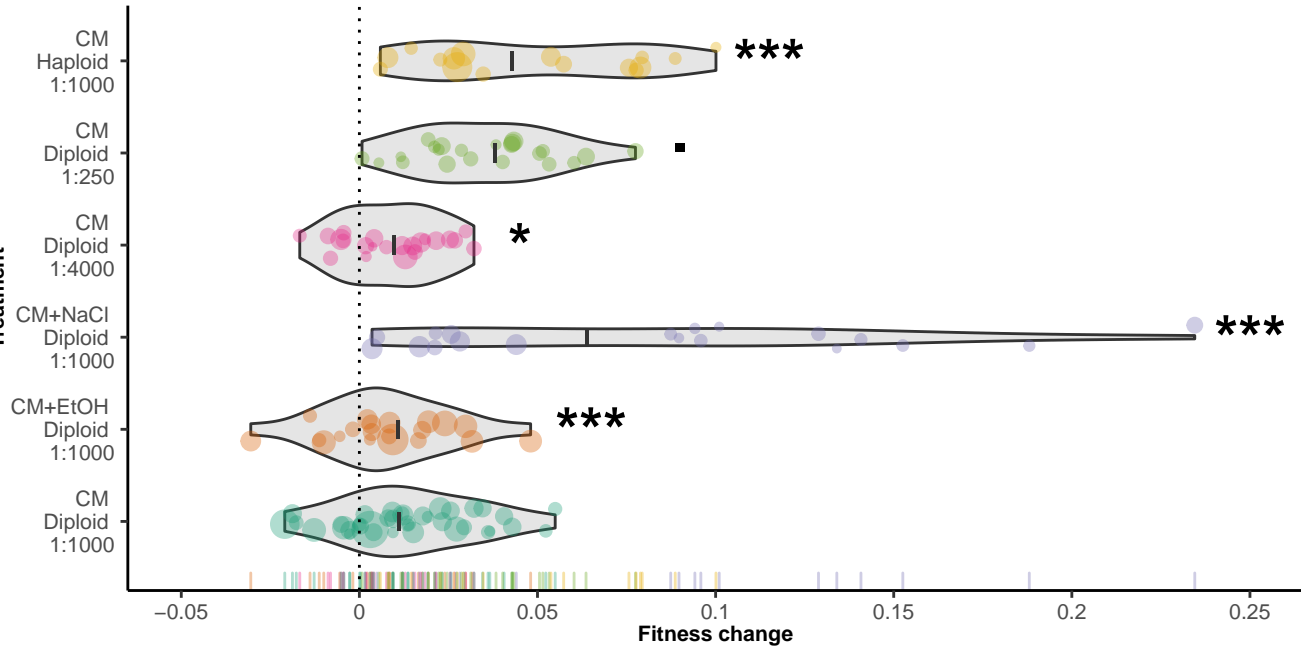 CM
Haploid
1:1000
***
CM
Diploid
1:250
CM
Diploid
1:4000
*
CM+NaCl
Diploid
1:1000
***
CM+EtOH
Diploid
1:1000
***
CM
Diploid
1:1000
−0.05 0 0.05 0.1 0.15 0.2 0.25
Fitness change